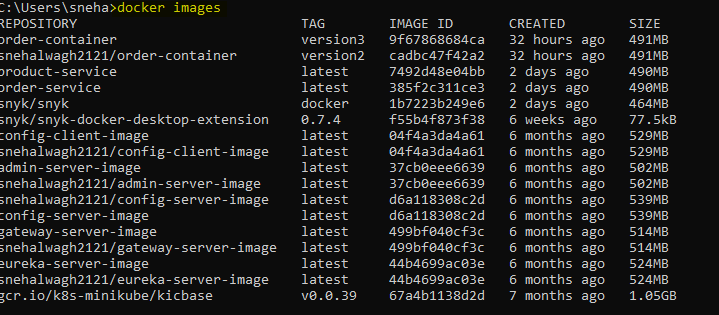 C:\Users\sneha>docker images
REPOSITORY TAG IMAGE ID CREATED SIZE
order-container version3 9f67868684ca 32 hours ago 491MB
snehalwagh2121/order-container version2 cadbc47f42a2 32 hours ago 491MB
product-service latest 7492d48e04bb 2 days ago 490MB
order-service latest 385f2c311ce3 2 days ago 490MB
snyk/snyk docker 1b7223b249e6 2 days ago 464MB
snyk/snyk-docker-desktop-extension 0.7.4 f55b4f873f38 6 weeks ago 77.5kB
config-client-image latest 04f4a3da4a61 6 months ago 529MB
snehalwagh2121/config-client-image latest 04f4a3da4a61 6 months ago 529MB
admin-server-image latest 37cb0eee6639 6 months ago 502MB
snehalwagh2121/admin-server-image latest 37cb0eee6639 6 months ago 502MB
snehalwagh2121/config-server-image latest d6a118308c2d 6 months ago 539MB
config-server-image latest d6a118308c2d 6 months ago 539MB
gateway-server-image latest 499bf040cf3c 6 months ago 514MB
snehalwagh2121/gateway-server-image latest 499bf040cf3c 6 months ago 514MB
eureka-server-image latest 44b4699ac03e 6 months ago 524MB
snehalwagh2121/eureka-server-image latest 44b4699ac03e 6 months ago 524MB
gcr.io/k8s-minikube/kicbase v0.0.39 67a4b1138d2d 7 months ago 1.05GB